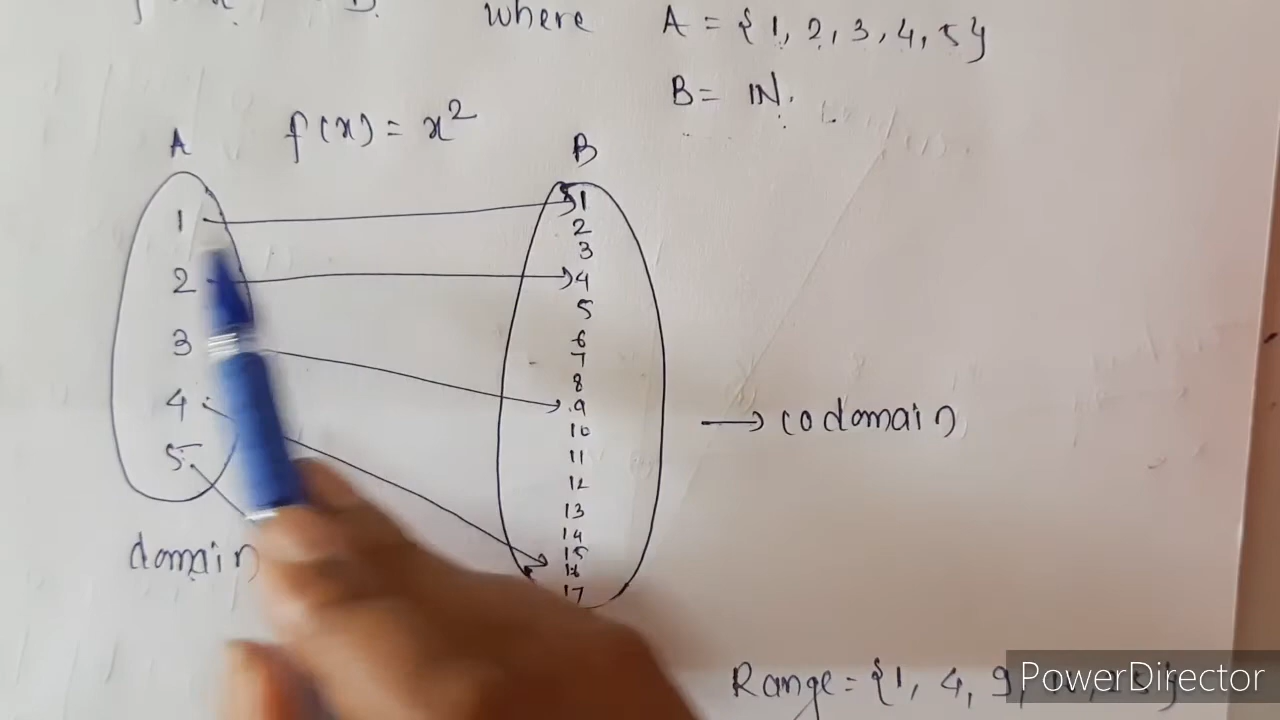 where A = {1, 2, 3, 4, 5}
B = IN.
f(x) = x²
A B
1 1
2
3
2 4
5
3 6
7
8
9
4 10
11
5 12
13
14
15
16
17
→ codomain
domain
Range = {1, 4, 9,
PowerDirector